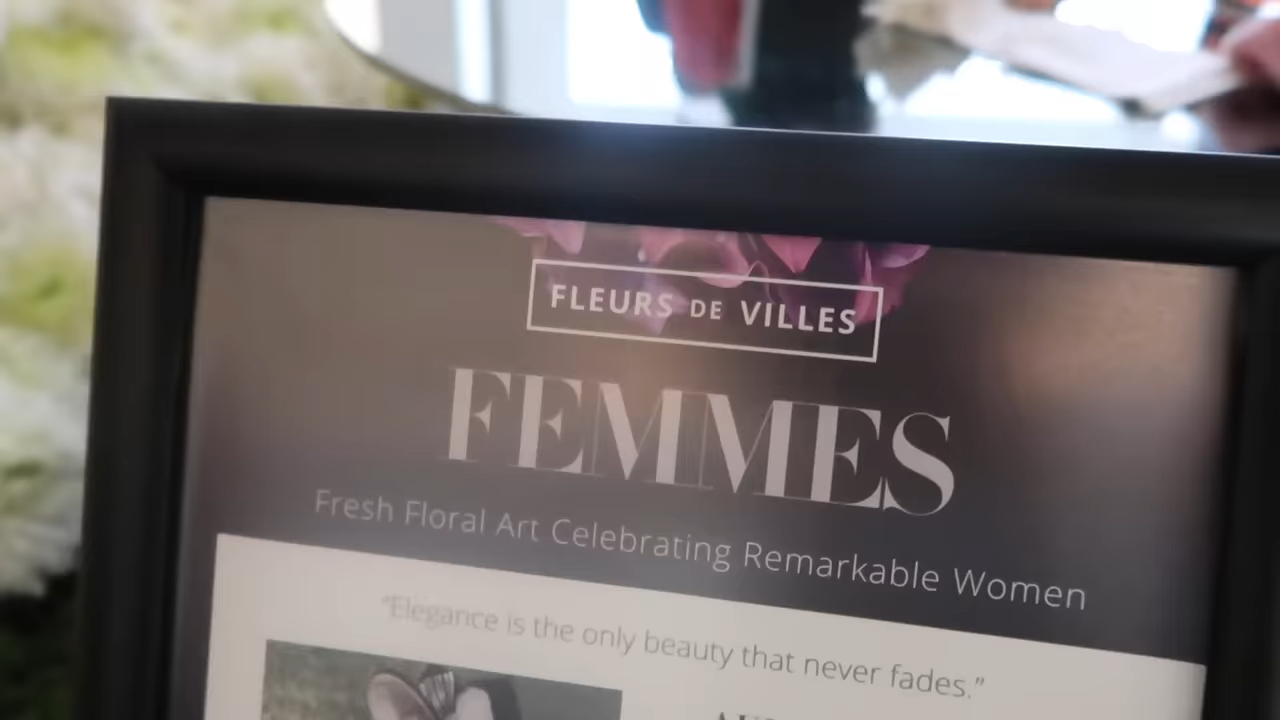 FLEURS DE VILLES
FEMMES
Fresh Floral Art Celebrating Remarkable Women
“Elegance is the only beauty that never fades.”